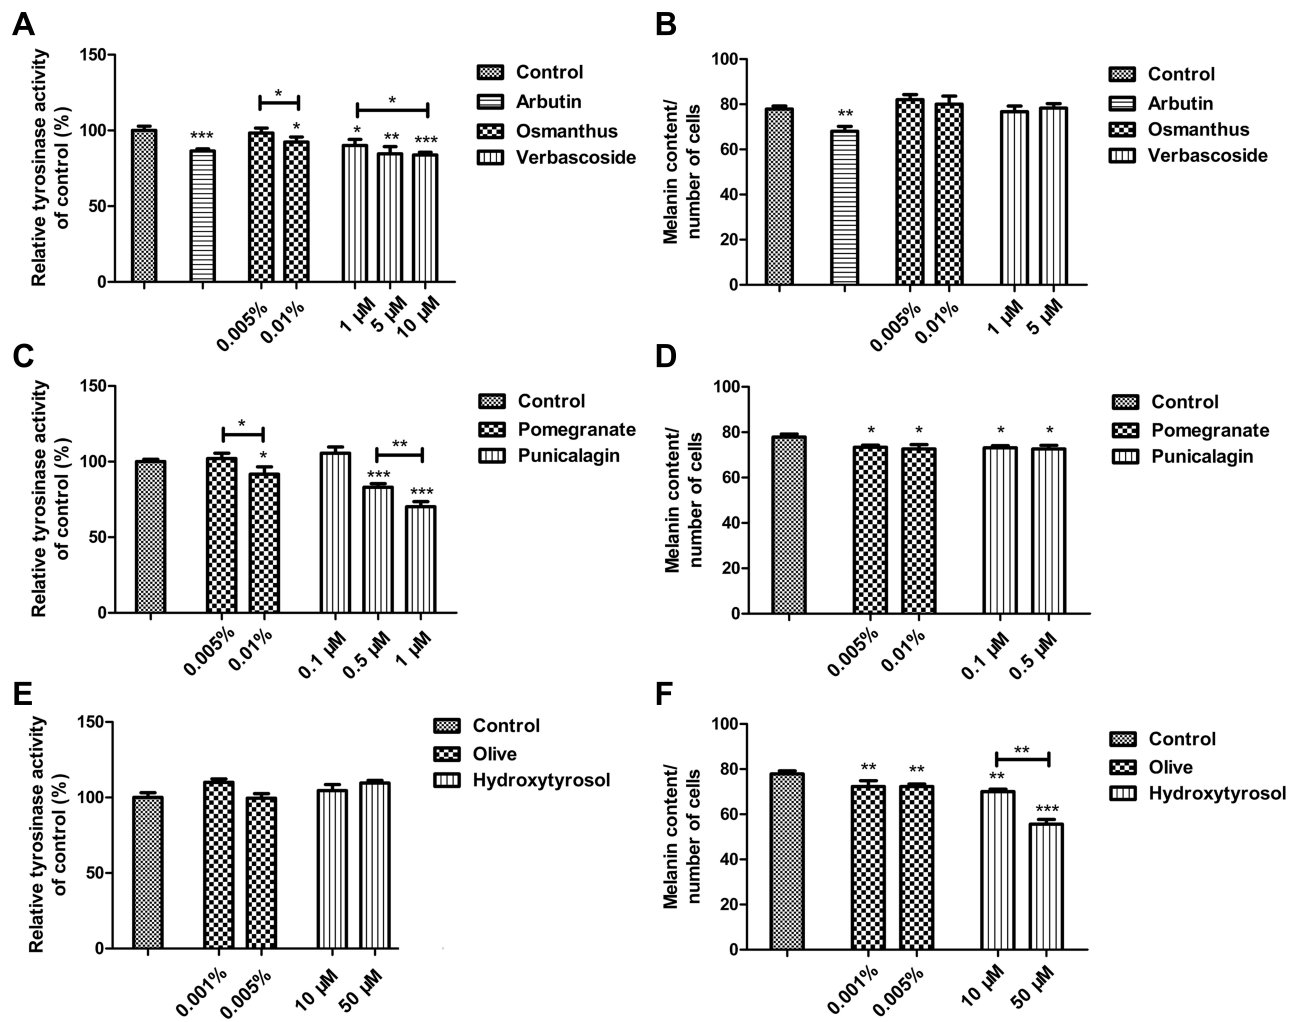 A
Relative tyrosinase activity
of control (%)
150
100
50
0
***
*
*
*
*
**
***
0.005%
0.01%
1 µM
5 µM
10 µM
Control
Arbutin
Osmanthus
Verbascoside
B
Melanin content/
number of cells
100
80
60
40
20
0
**
0.005%
0.01%
1 µM
5 µM
Control
Arbutin
Osmanthus
Verbascoside
C
Relative tyrosinase activity
of control (%)
150
100
50
0
*
*
**
***
***
0.005%
0.01%
0.1 µM
0.5 µM
1 µM
Control
Pomegranate
Punicalagin
D
Melanin content/
number of cells
100
80
60
40
20
0
*
*
*
*
0.005%
0.01%
0.1 µM
0.5 µM
Control
Pomegranate
Punicalagin
E
Relative tyrosinase activity
of control (%)
150
100
50
0
0.001%
0.005%
10 µM
50 µM
Control
Olive
Hydroxytyrosol
F
Melanin content/
number of cells
100
80
60
40
20
0
**
**
**
**
***
0.001%
0.005%
10 µM
50 µM
Control
Olive
Hydroxytyrosol